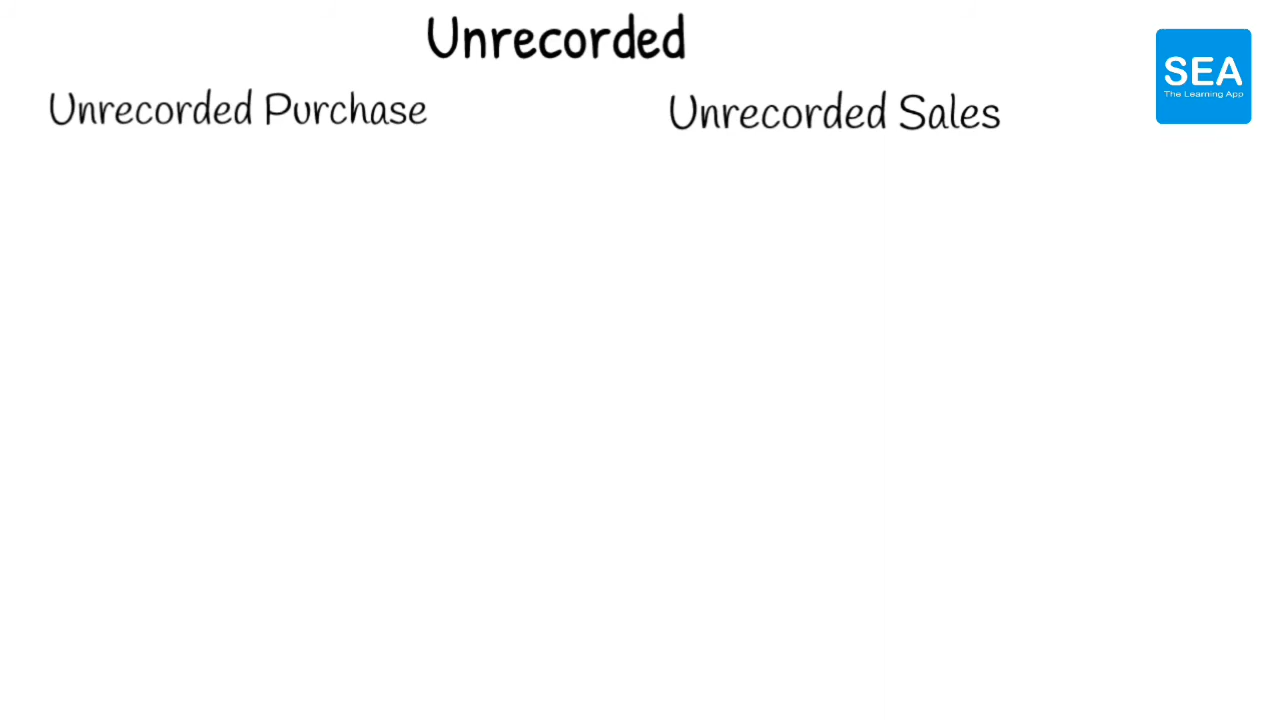 Unrecorded
Unrecorded Purchase
Unrecorded Sales
SEA
The Learning App